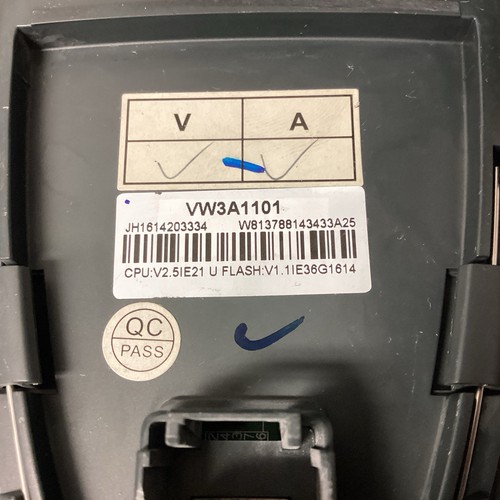 V A
VW3A1101
JH1614203334 W813788143433A25
CPU:V2.5IE21 U FLASH:V1.1IE36G1614
QC
PASS